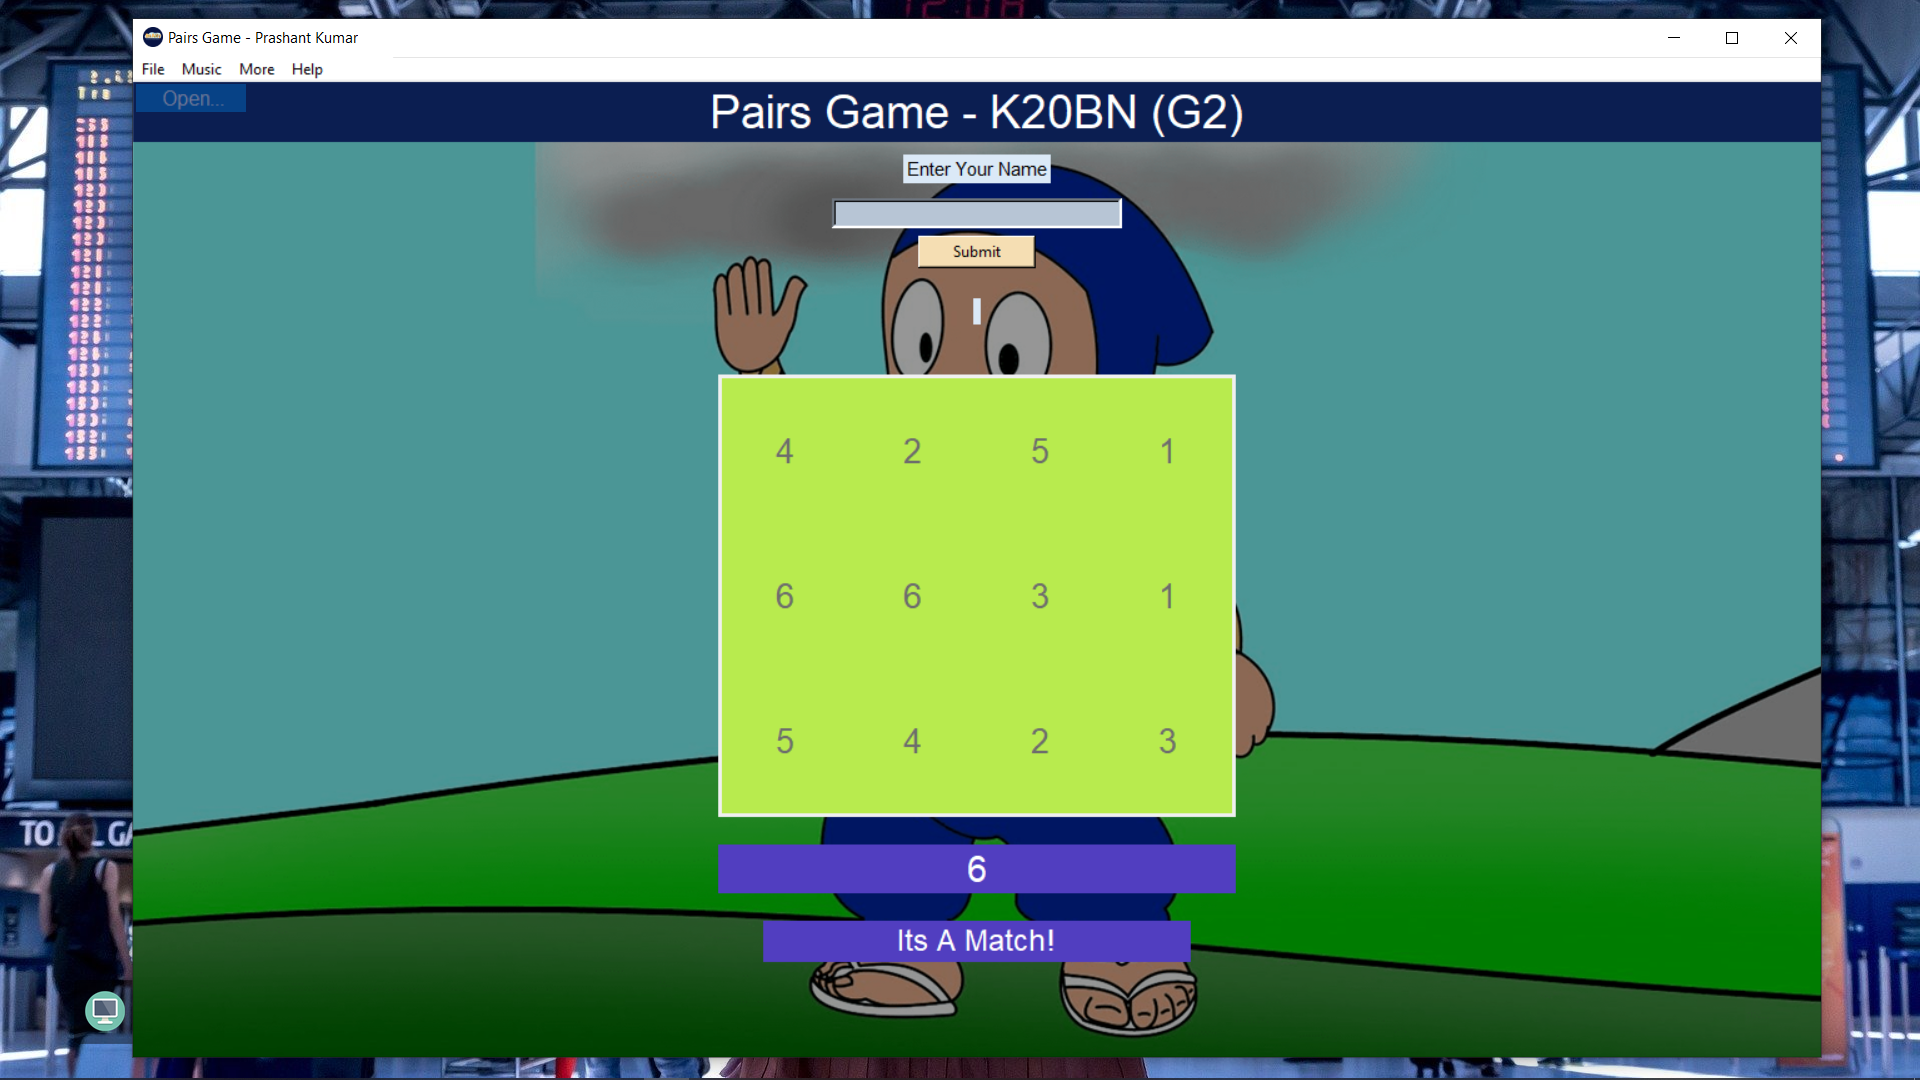 Pairs Game - Prashant Kumar
File Music More Help
Open...
Pairs Game - K20BN (G2)
Enter Your Name
Submit
4 2 5 1
6 6 3 1
5 4 2 3
6
Its A Match!
TO